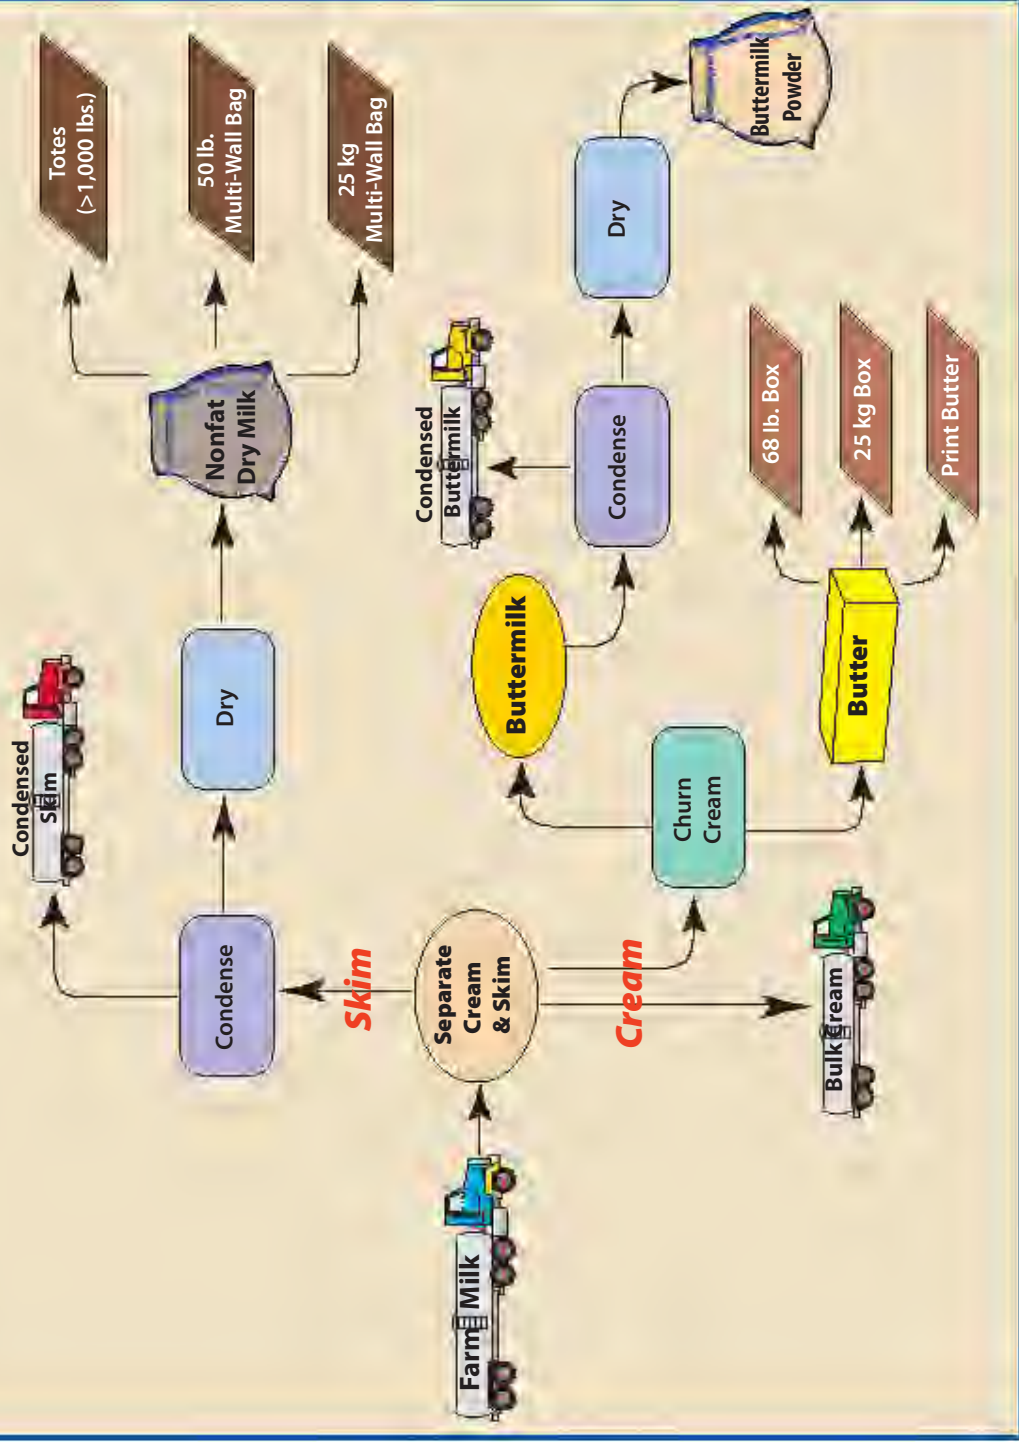 Farm Milk
Separate
Cream
& Skim
Skim
Condense
Condensed
Skim
Dry
Nonfat
Dry Milk
Totes
(>1,000 lbs.)
50 lb.
Multi-Wall Bag
25 kg
Multi-Wall Bag
Cream
Bulk Cream
Churn
Cream
Buttermilk
Condense
Condensed
Buttermilk
Dry
Buttermilk
Powder
Butter
68 lb. Box
25 kg Box
Print Butter